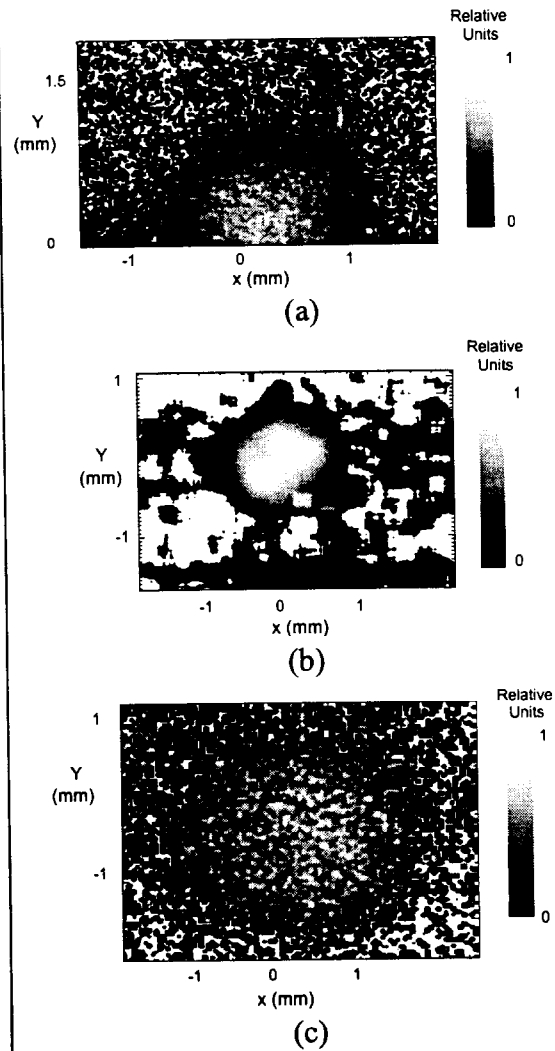 Relative
Units
1
0
1.5
Y
(mm)
0
-1
0
1
x (mm)
(a)
Relative
Units
1
0
1
Y
(mm)
-1
-1
0
1
x (mm)
(b)
Relative
Units
1
0
1
Y
(mm)
-1
-1
0
1
x (mm)
(c)